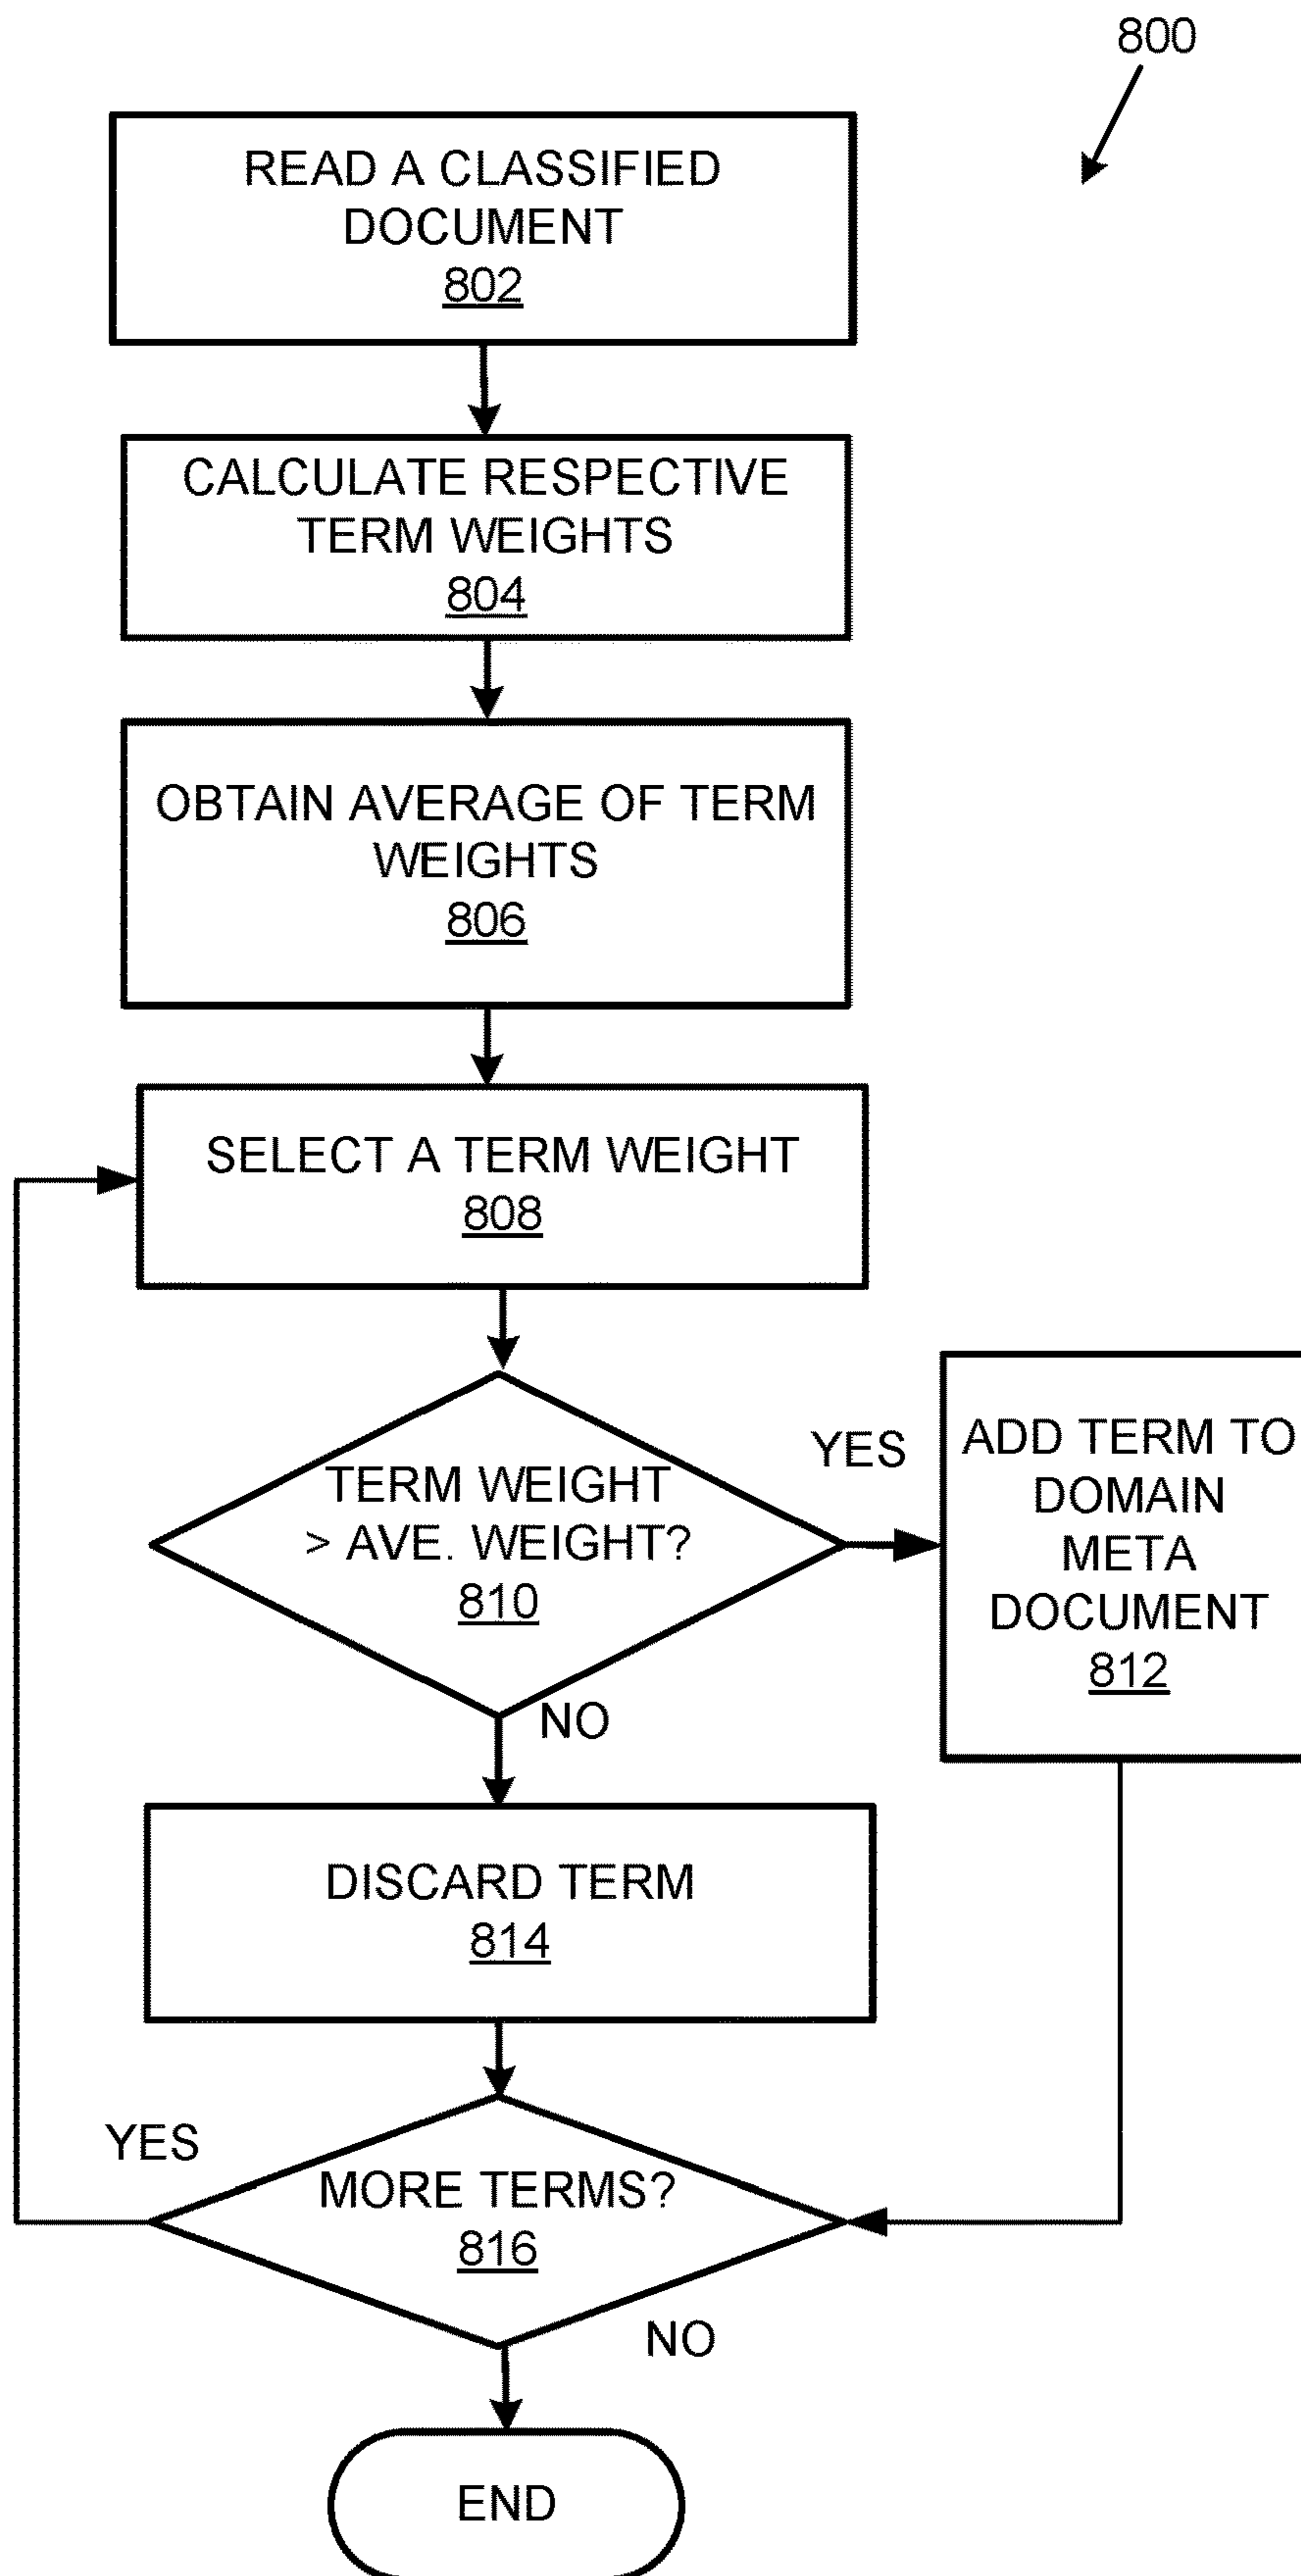 800
READ A CLASSIFIED
DOCUMENT
802
CALCULATE RESPECTIVE
TERM WEIGHTS
804
OBTAIN AVERAGE OF TERM
WEIGHTS
806
SELECT A TERM WEIGHT
808
TERM WEIGHT
> AVE. WEIGHT?
810
YES
ADD TERM TO
DOMAIN
META
DOCUMENT
812
NO
DISCARD TERM
814
YES
MORE TERMS?
816
NO
END